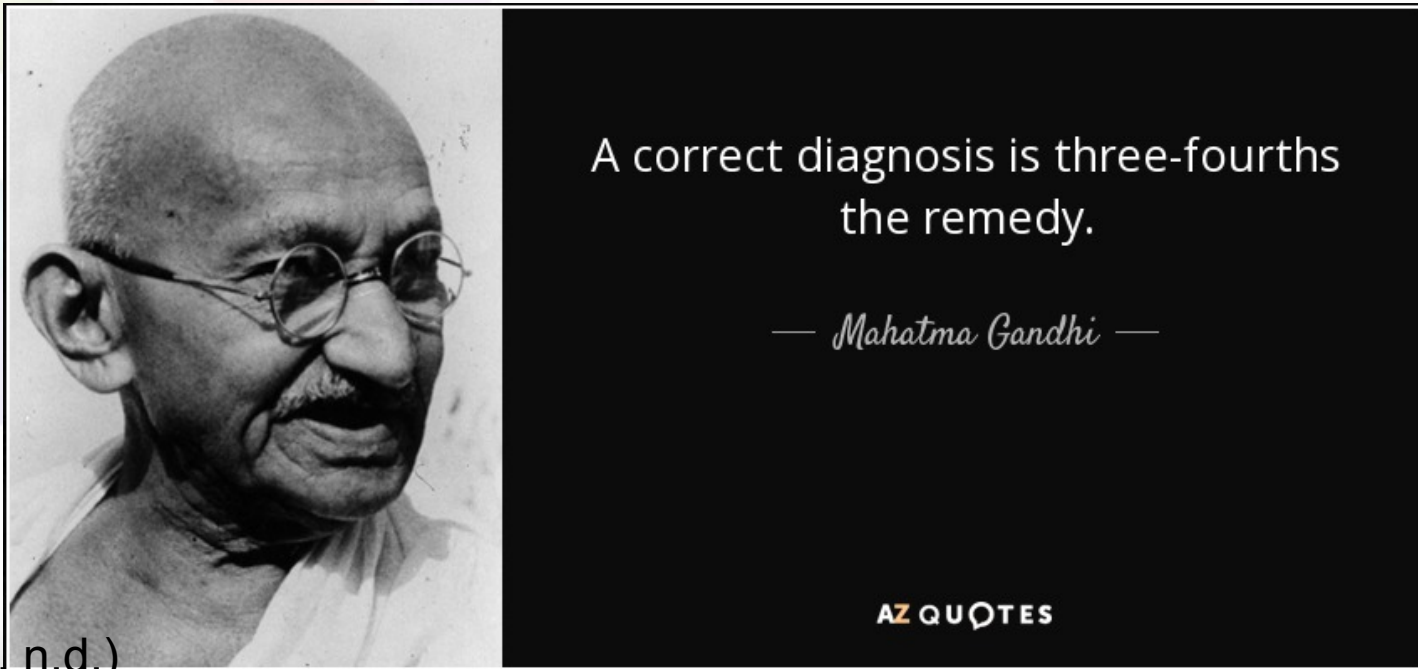 A correct diagnosis is three-fourths
the remedy.
Mahatma Gandhi
AZ QUOTES
n.d.)